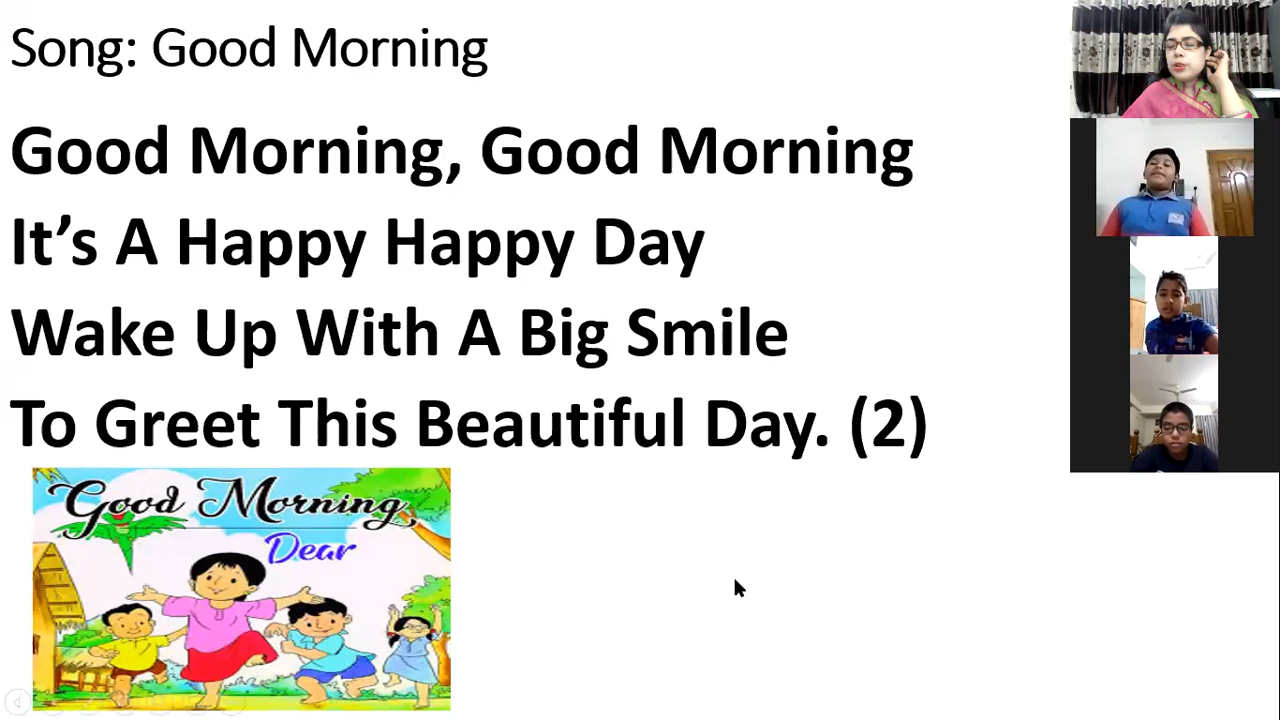 Song: Good Morning
Good Morning, Good Morning
It’s A Happy Happy Day
Wake Up With A Big Smile
To Greet This Beautiful Day. (2)
Good Morning,
Dear